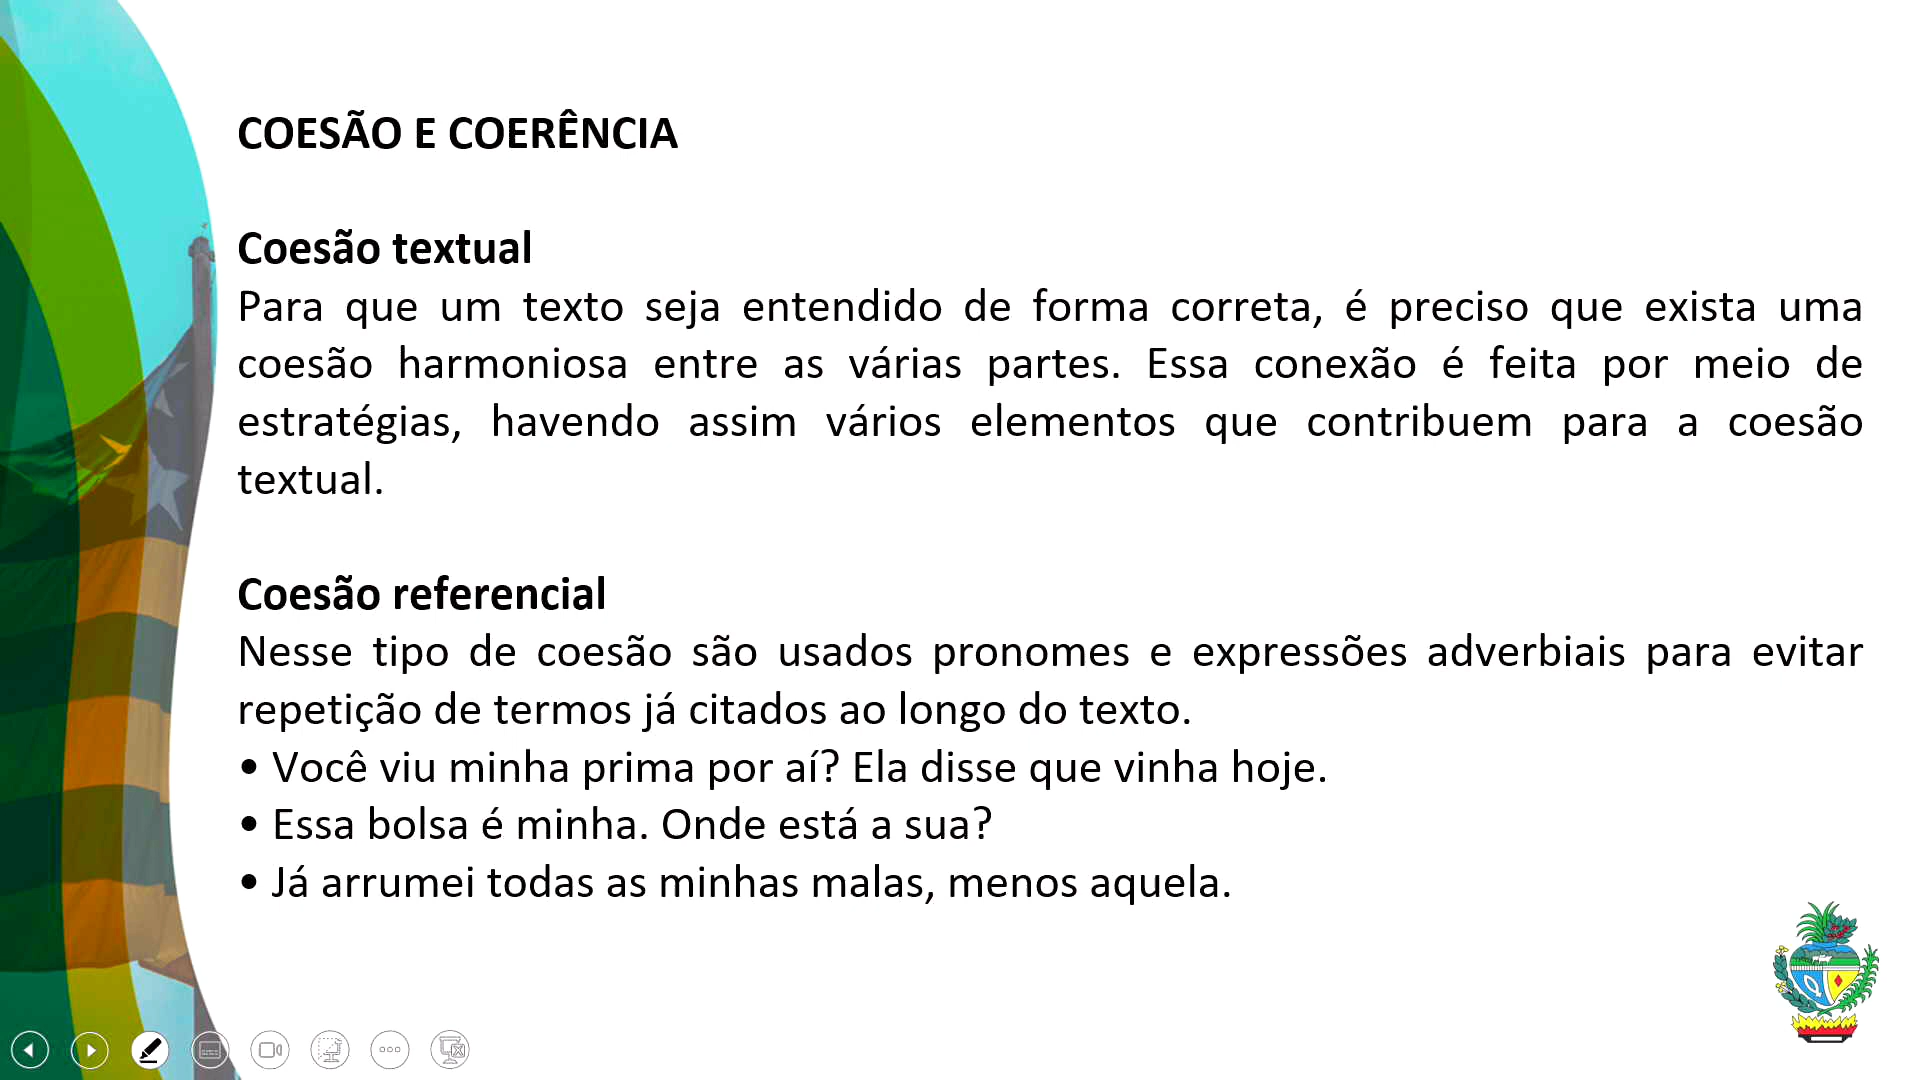 COESÃO E COERÊNCIA
Coesão textual
Para que um texto seja entendido de forma correta, é preciso que exista uma
coesão harmoniosa entre as várias partes. Essa conexão é feita por meio de
estratégias, havendo assim vários elementos que contribuem para a coesão
textual.
Coesão referencial
Nesse tipo de coesão são usados pronomes e expressões adverbiais para evitar
repetição de termos já citados ao longo do texto.
• Você viu minha prima por aí? Ela disse que vinha hoje.
• Essa bolsa é minha. Onde está a sua?
• Já arrumei todas as minhas malas, menos aquela.